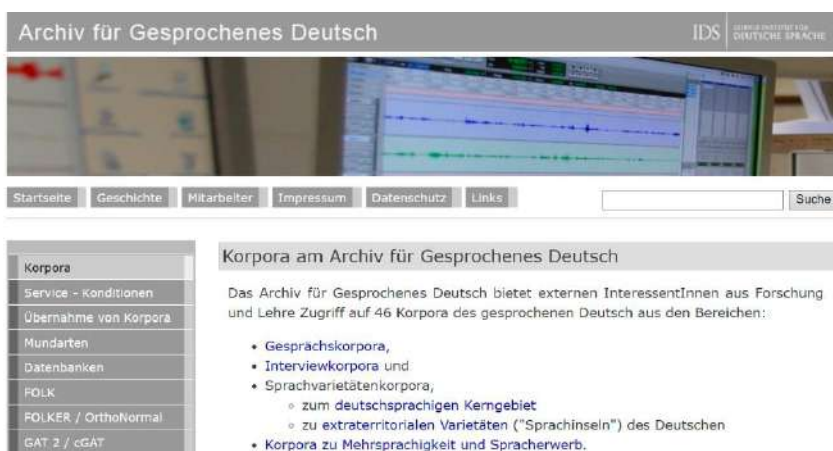 Archiv für Gesprochenes Deutsch
IDS
DEUTSCHE SPRACHE
Startseite Geschichte Mitarbeiter Impressum Datenschutz Links Suche
Korpora
Service - Konditionen
Übernahme von Korpora
Mundarten
Datenbanken
FOLK
FOLKER / OrthoNormal
GAT 2 / cGAT
Korpora am Archiv für Gesprochenes Deutsch
Das Archiv für Gesprochenes Deutsch bietet externen InteressentInnen aus Forschung
und Lehre Zugriff auf 46 Korpora des gesprochenen Deutsch aus den Bereichen:
• Gesprächskorpora,
• Interviewkorpora und
• Sprachvarietätenkorpora,
◦ zum deutschsprachigen Kerngebiet
◦ zu extraterritorialen Varietäten ("Sprachinseln") des Deutschen
• Korpora zu Mehrsprachigkeit und Spracherwerb.